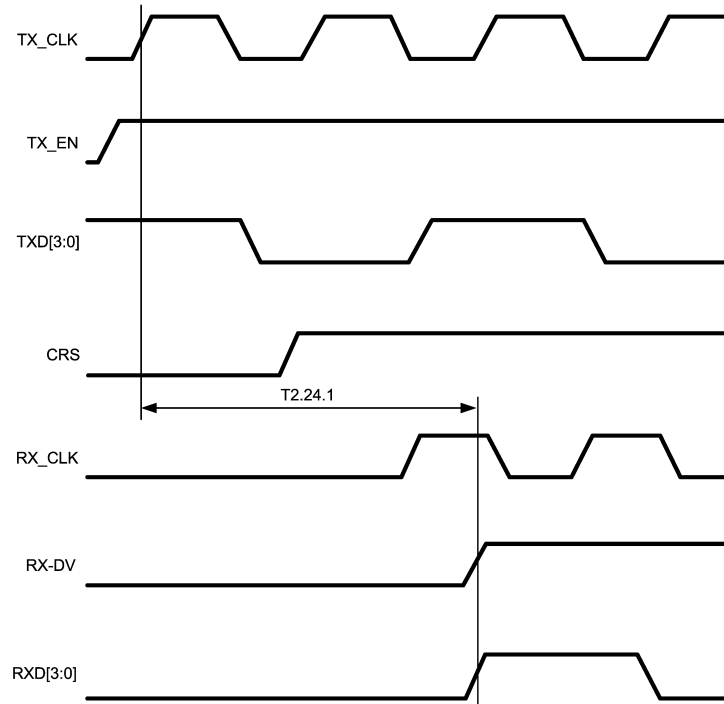 TX_CLK
TX_EN
TXD[3:0]
CRS
T2.24.1
RX_CLK
RX-DV
RXD[3:0]